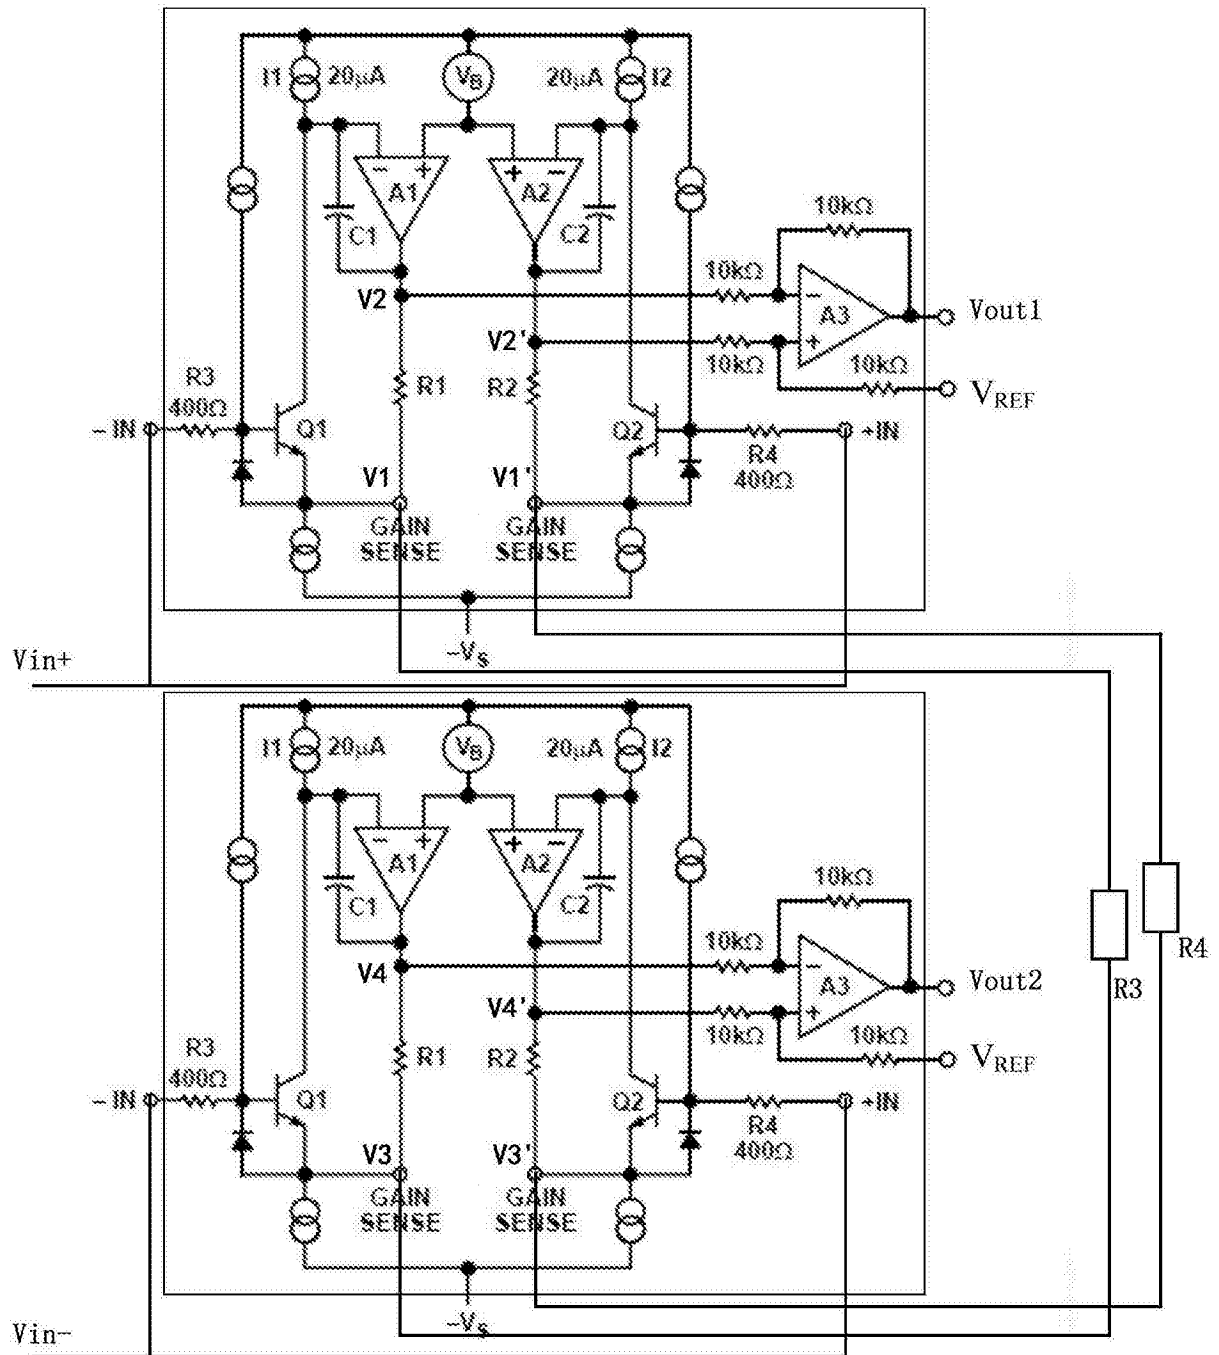 I1 20μA VB 20μA I2
- + + -
A1 A2
C1 C2
10kΩ
10kΩ
V2
- A3 +
Vout1
V2'
10kΩ 10kΩ
R3
400Ω
R1 R2
VREF
- IN Q1 Q2 +IN
R4
400Ω
V1 V1'
GAIN SENSE
GAIN SENSE
-Vs
Vin+
I1 20μA VB 20μA I2
- + + -
A1 A2
C1 C2
10kΩ
10kΩ
V4
- A3 +
Vout2
V4'
10kΩ 10kΩ
R3
400Ω
R1 R2
VREF
- IN Q1 Q2 +IN
R4
400Ω
V3 V3'
GAIN SENSE
GAIN SENSE
-Vs
Vin-
R3
R4